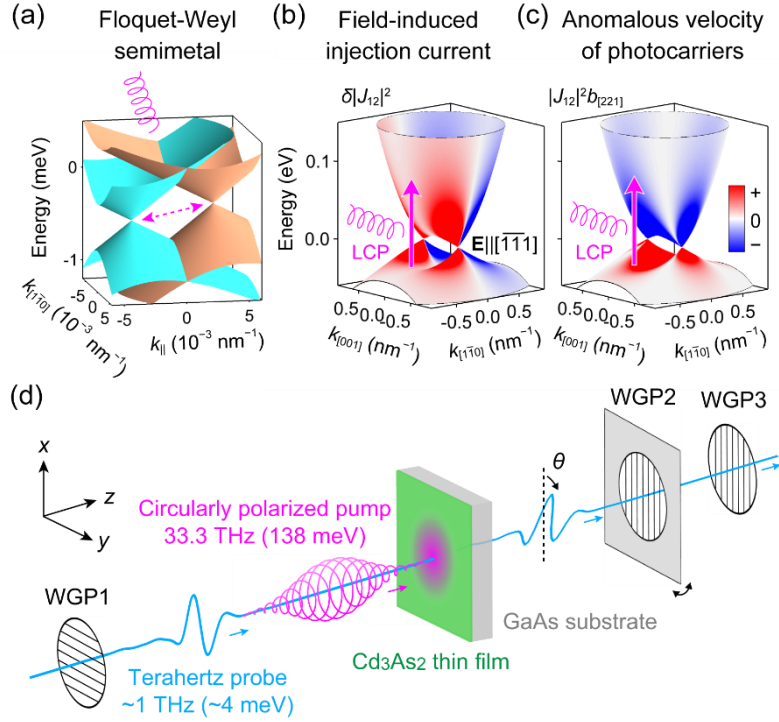 (a) Floquet-Weyl
semimetal
Energy (meV)
0
-1
k[11̄0] (10⁻³ nm⁻¹)
-5
0
5
-5 0 5
k∥ (10⁻³ nm⁻¹)
(b) Field-induced
injection current
δ|J₁₂|²
Energy (eV)
0.1
0.0
LCP
E||[1̄1̄1̄]
0.5 0.0 0.5
k[001] (nm⁻¹)
-0.5 0.0 0.5
k[11̄0] (nm⁻¹)
(c) Anomalous velocity
of photocarriers
|J₁₂|²b[221]
+
0
−
LCP
0.5 0.0 0.5
k[001] (nm⁻¹)
-0.5 0.0 0.5
k[11̄0] (nm⁻¹)
(d)
x
z
y
WGP1
Terahertz probe
~1 THz (~4 meV)
Circularly polarized pump
33.3 THz (138 meV)
Cd₃As₂ thin film
GaAs substrate
θ
WGP2
WGP3